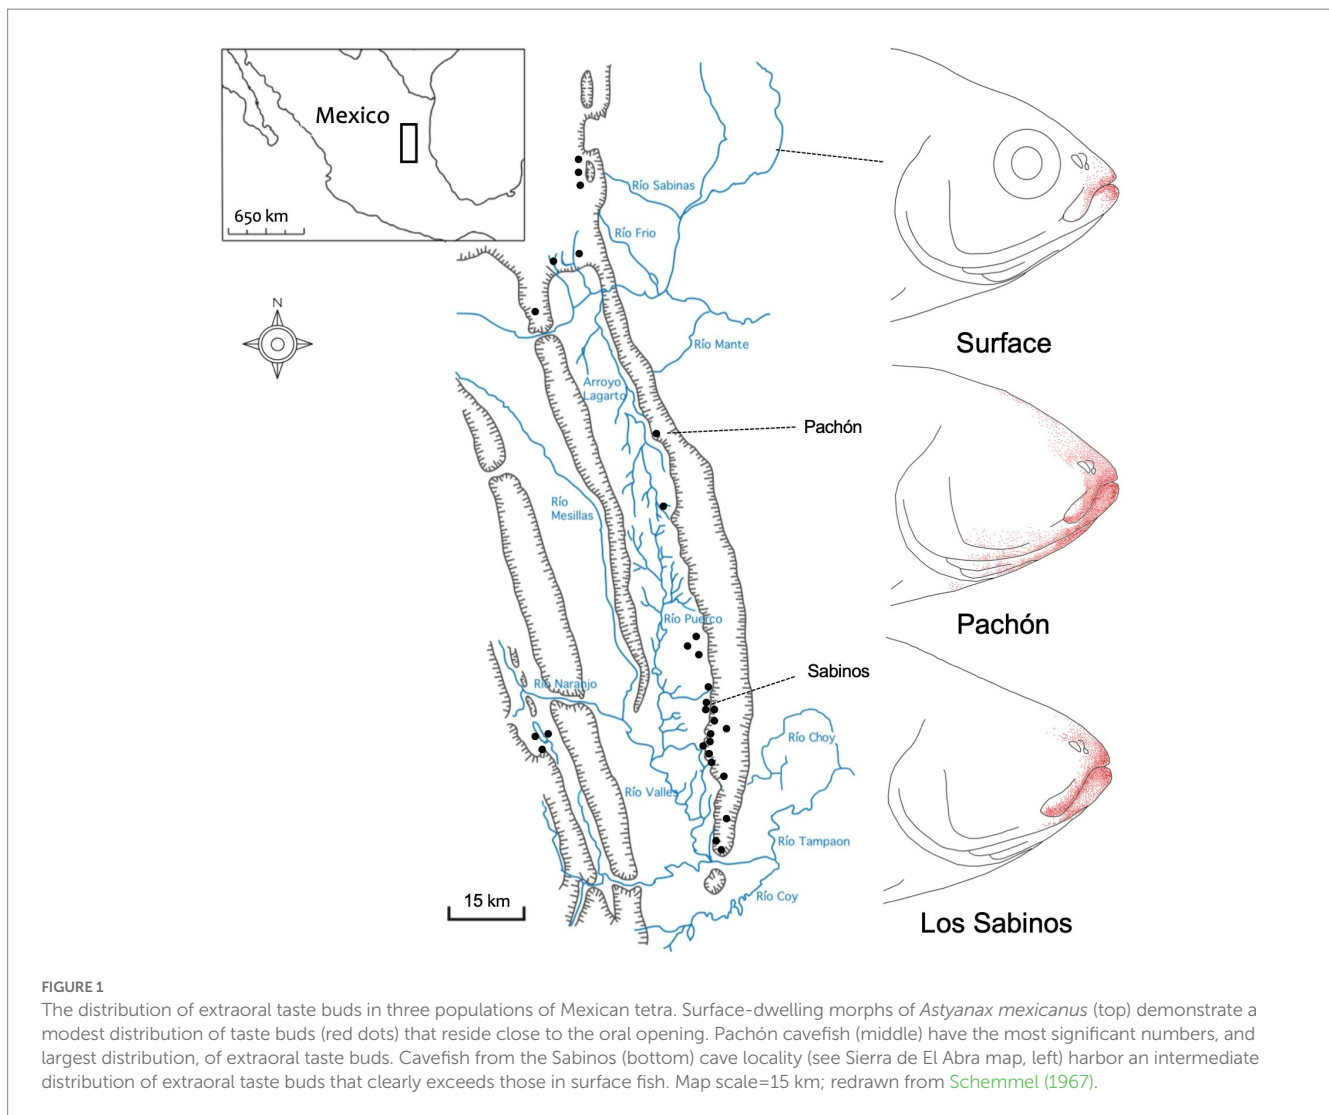 Mexico
650 km
N
Río Sabinas
Río Frio
Río Mante
Arroyo
Lagarto
Pachón
Río
Mesillas
Río Puerco
Sabinos
Río Naranjo
Río Choy
Río Valles
Río Tampaon
Río Coy
15 km
Surface
Pachón
Los Sabinos
FIGURE 1
The distribution of extraoral taste buds in three populations of Mexican tetra. Surface-dwelling morphs of Astyanax mexicanus (top) demonstrate a
modest distribution of taste buds (red dots) that reside close to the oral opening. Pachón cavefish (middle) have the most significant numbers, and
largest distribution, of extraoral taste buds. Cavefish from the Sabinos (bottom) cave locality (see Sierra de El Abra map, left) harbor an intermediate
distribution of extraoral taste buds that clearly exceeds those in surface fish. Map scale=15 km; redrawn from Schemmel (1967).